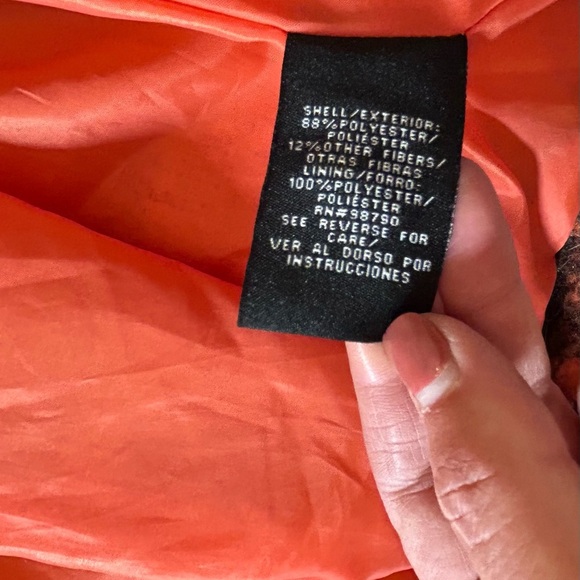 SHELL/EXTERIOR:
88%POLYESTER/
POLIÉSTER
12%OTHER FIBERS/
OTRAS FIBRAS
LINING/FORRO:
100%POLYESTER/
POLIÉSTER
RN#98790
SEE REVERSE FOR
CARE/
VER AL DORSO POR
INSTRUCCIONES